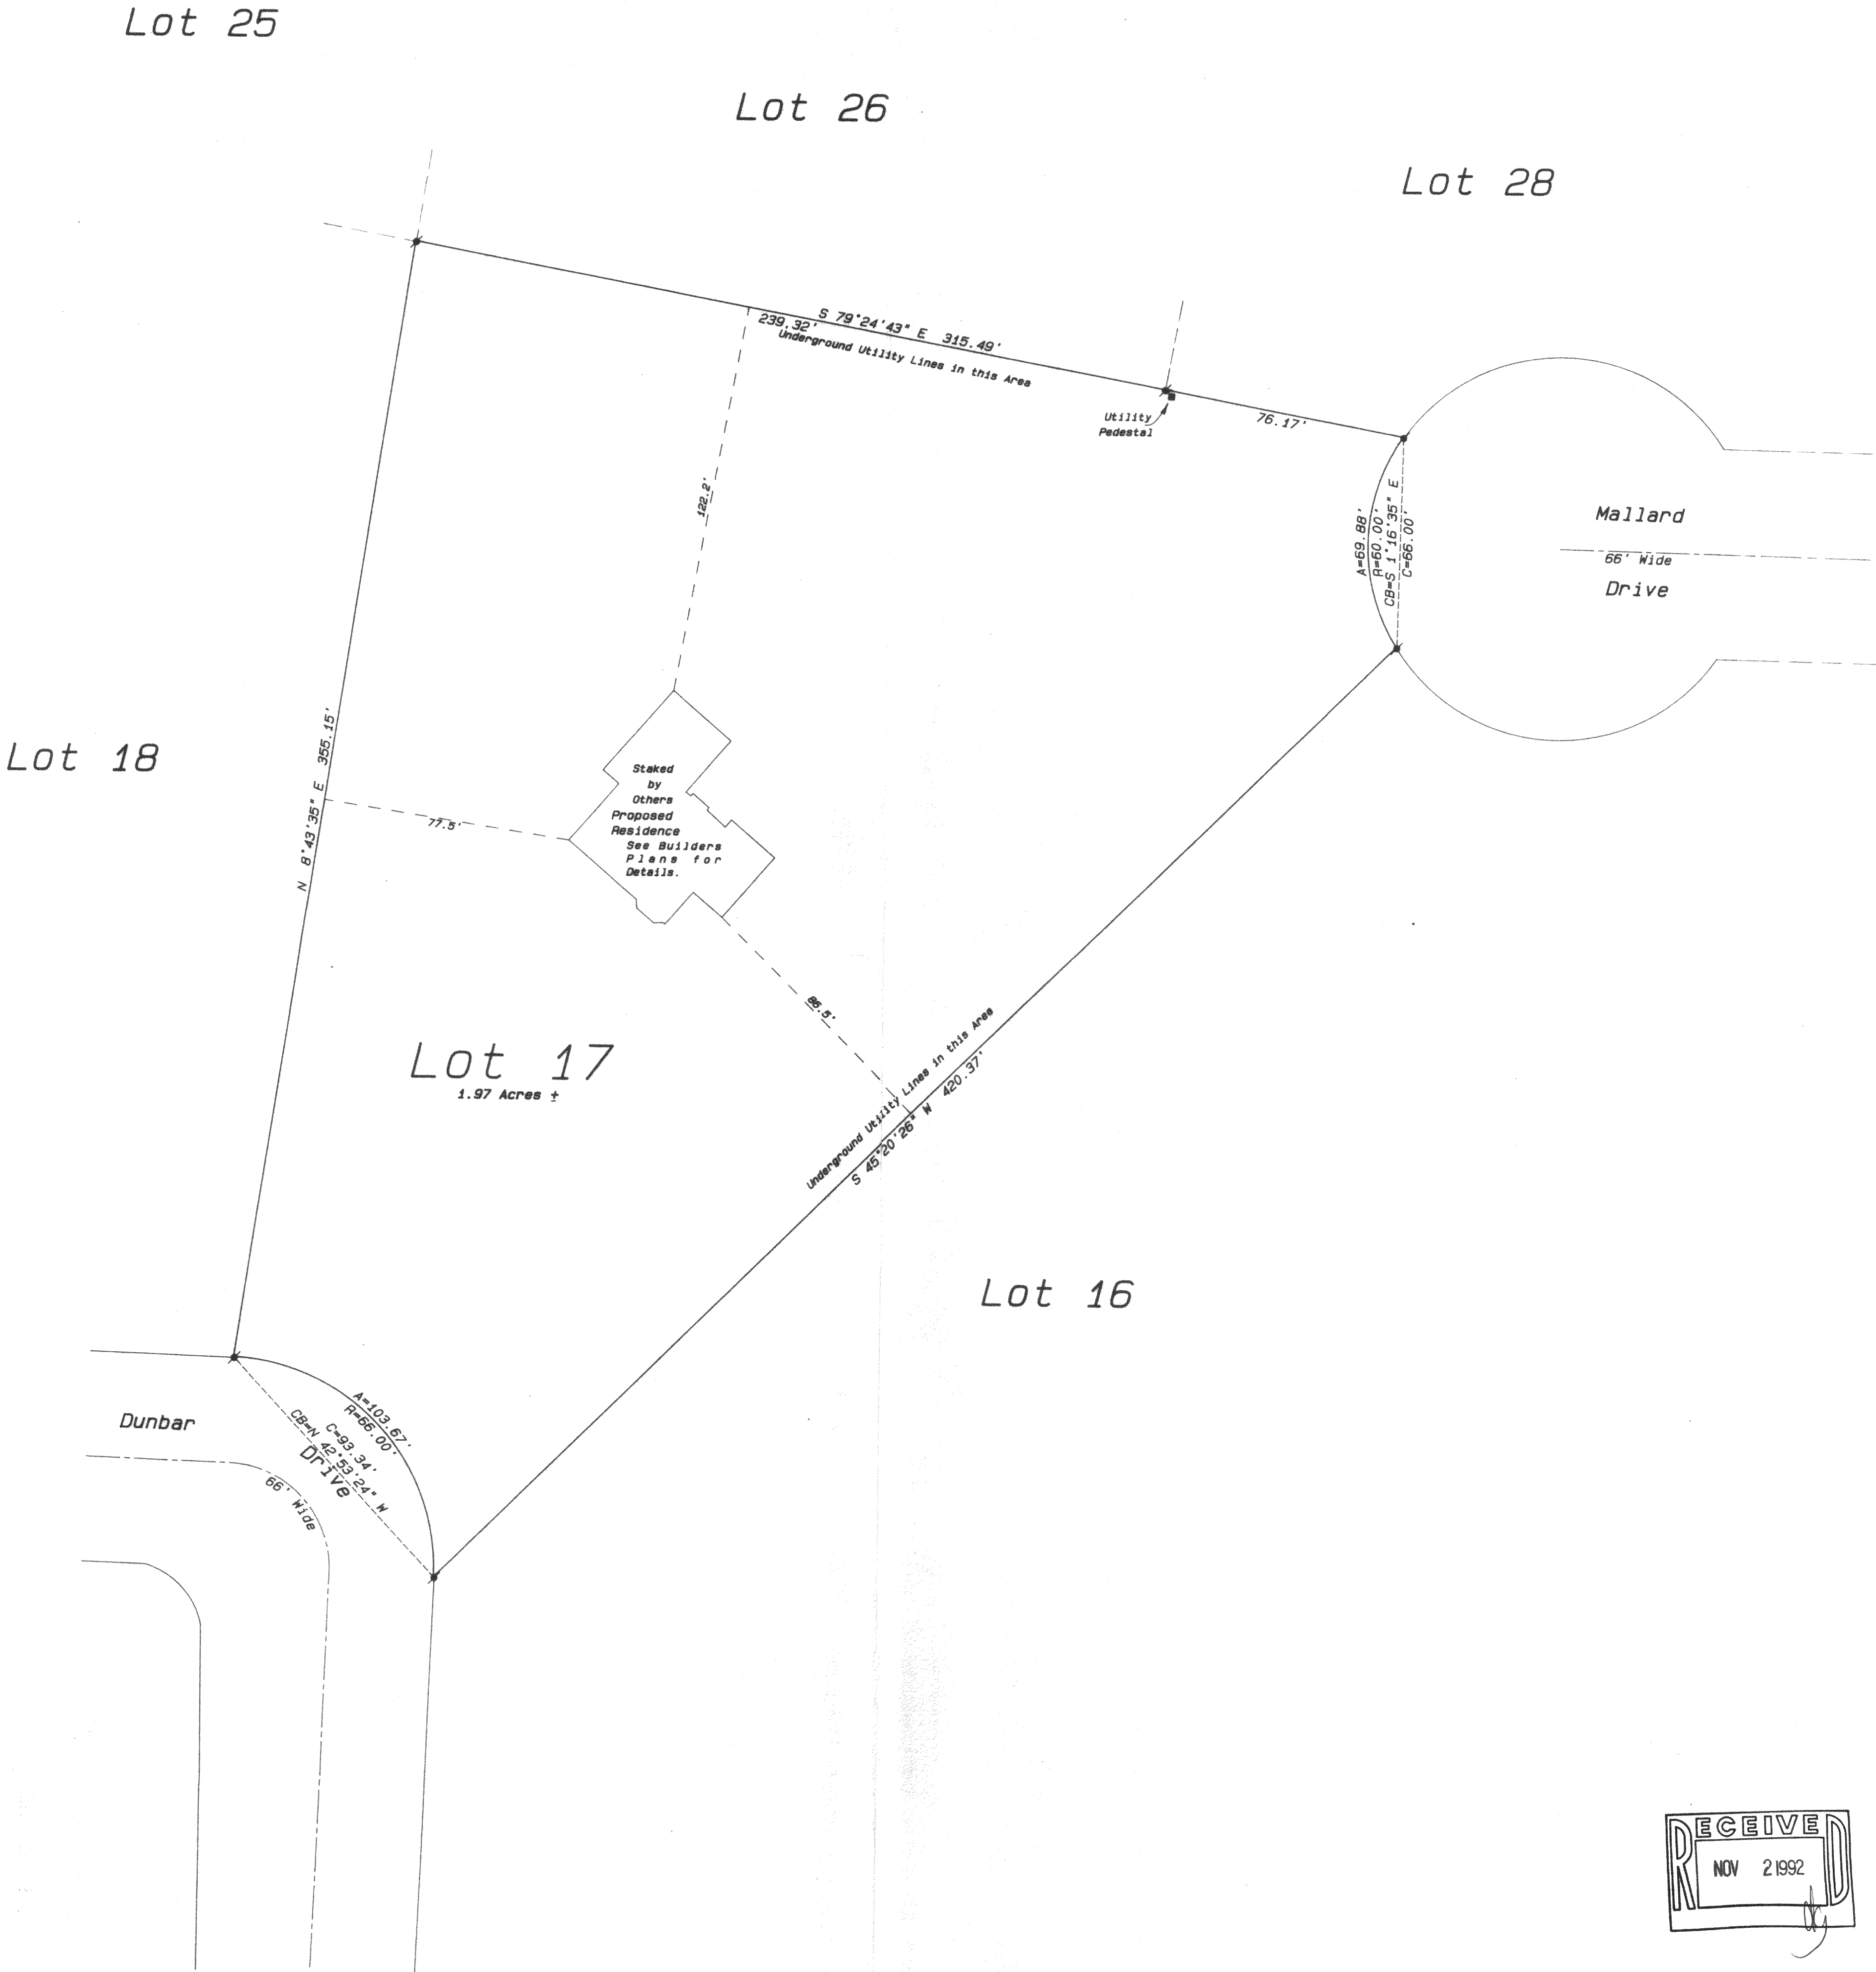 Lot 25
Lot 26
Lot 28
S 79°24'43" E 315.49'
239.32'
Underground Utility Lines in this Area
Utility
Pedestal
76.17'
122.2'
A=69.88'
R=60.00'
CB=S 1°16'35" E
C=66.00'
Mallard
66' Wide
Drive
Lot 18
N 8°43'35" E 355.15'
77.5'
Staked
by
Others
Proposed
Residence
See Builders
Plans for
Details.
86.5'
Lot 17
1.97 Acres ±
Underground Utility Lines in this Area
S 45°20'26" W 420.37'
Lot 16
Dunbar
A=103.67'
R=66.00'
C=93.34'
CB=N 42°53'24" W
Drive
66' Wide
RECEIVED
NOV 2 1992